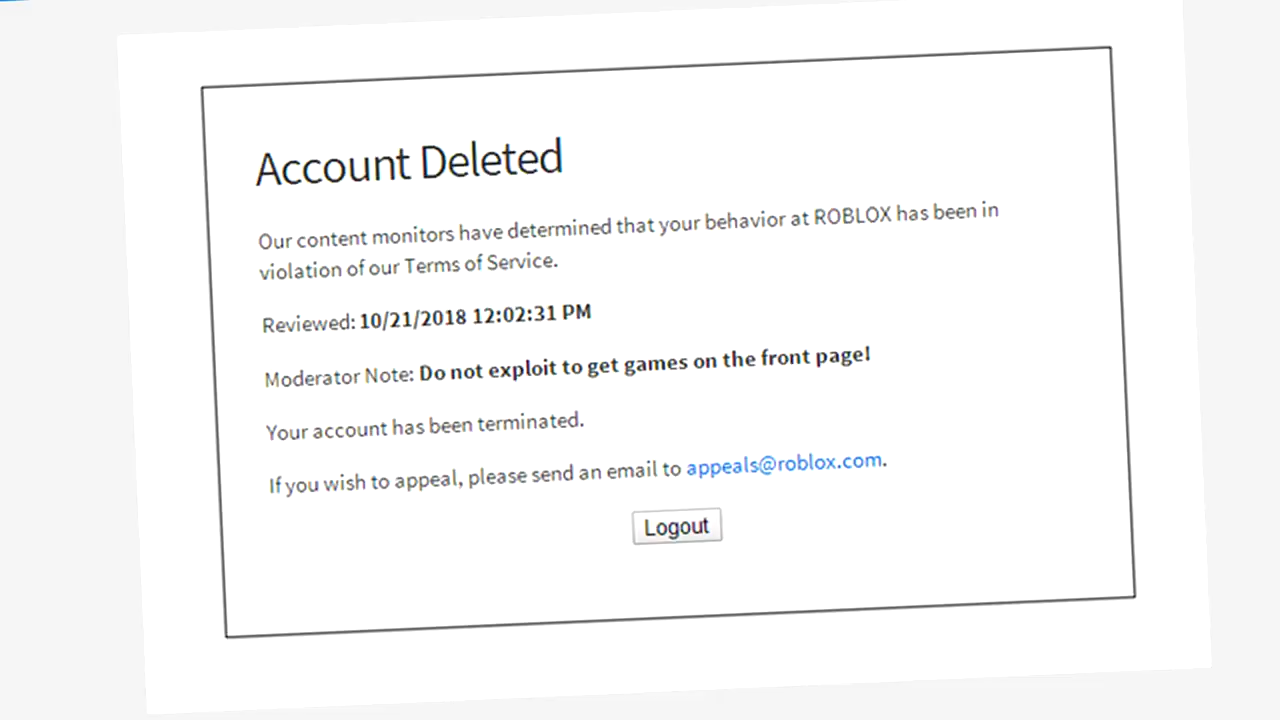 Account Deleted
Our content monitors have determined that your behavior at ROBLOX has been in
violation of our Terms of Service.
Reviewed: 10/21/2018 12:02:31 PM
Moderator Note: Do not exploit to get games on the front page!
Your account has been terminated.
If you wish to appeal, please send an email to appeals@roblox.com.
Logout